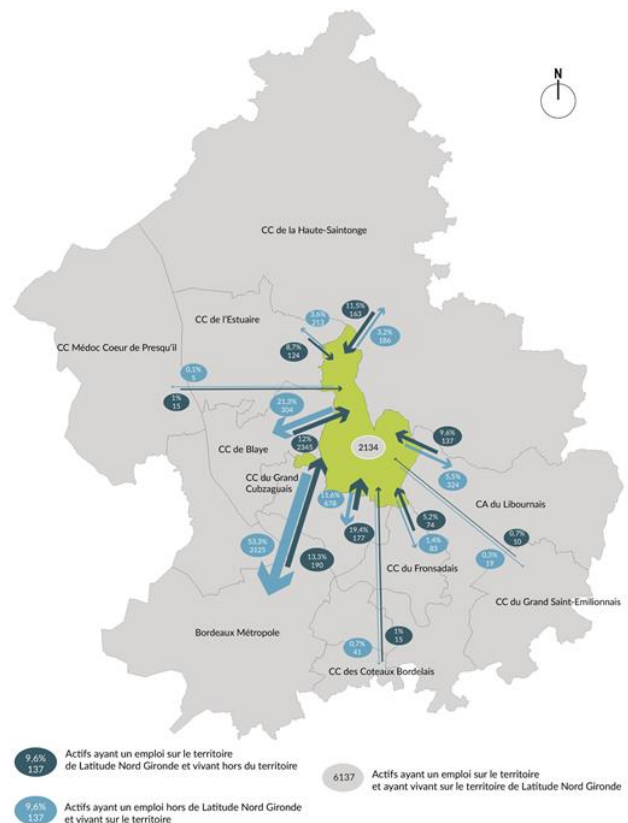 N
CC de la Haute-Saintonge
CC de l'Estuaire
3,6%
213
11,5%
163
3,2%
186
8,7%
124
CC Médoc Coeur de Presqu'il
0,1%
5
1%
15
21,3%
304
12%
2345
9,6%
137
2134
CC de Blaye
CC du Grand
Cubzaguais
5,5%
324
CA du Libournais
11,6%
678
19,4%
177
5,2%
74
1,4%
83
0,7%
10
0,3%
19
53,3%
3125
13,3%
190
CC du Fronsadais
CC du Grand Saint-Emilionnais
Bordeaux Métropole
0,7%
41
1%
15
CC des Coteaux Bordelais
9,6%
137
Actifs ayant un emploi sur le territoire
de Latitude Nord Gironde et vivant hors du territoire
6137
Actifs ayant un emploi sur le territoire
et ayant vivant sur le territoire de Latitude Nord Gironde
9,6%
137
Actifs ayant un emploi hors de Latitude Nord Gironde
et vivant sur le territoire